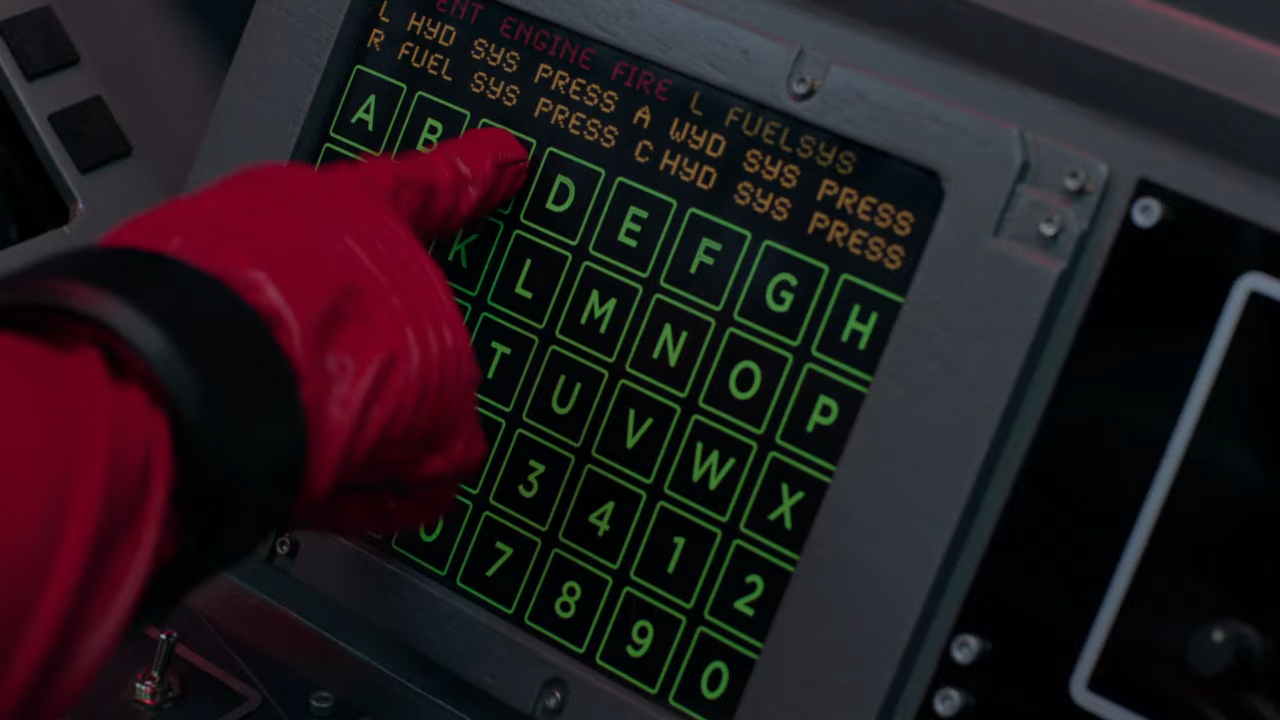 ENT ENGINE FIRE L FUELSYS
L HYD SYS PRESS A WYD SYS PRESS
R FUEL SYS PRESS C HYD SYS PRESS
A B D E F G H
K L M N O P
T U V W X
3 4 1 2
7 8 9 0